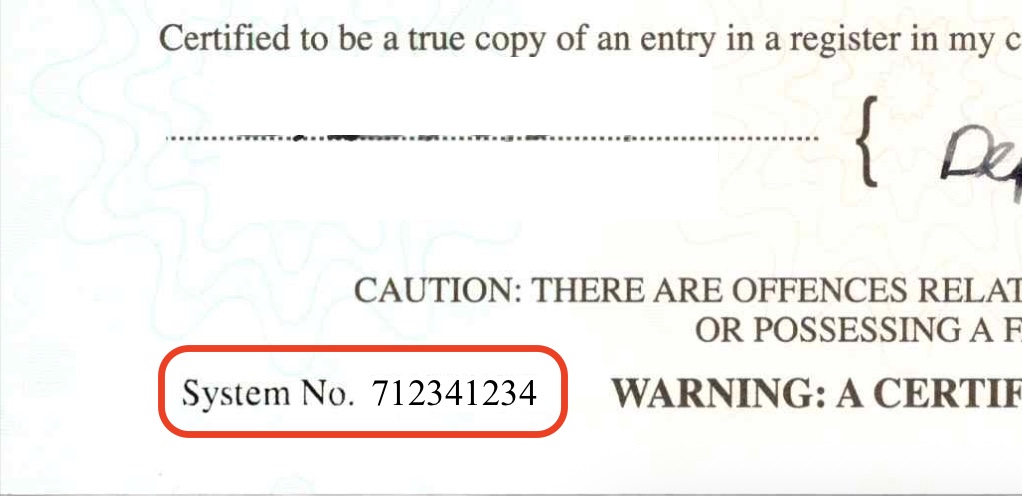 Certified to be a true copy of an entry in a register in my c
{ Dep
CAUTION: THERE ARE OFFENCES RELAT
OR POSSESSING A F
System No. 712341234
WARNING: A CERTIF